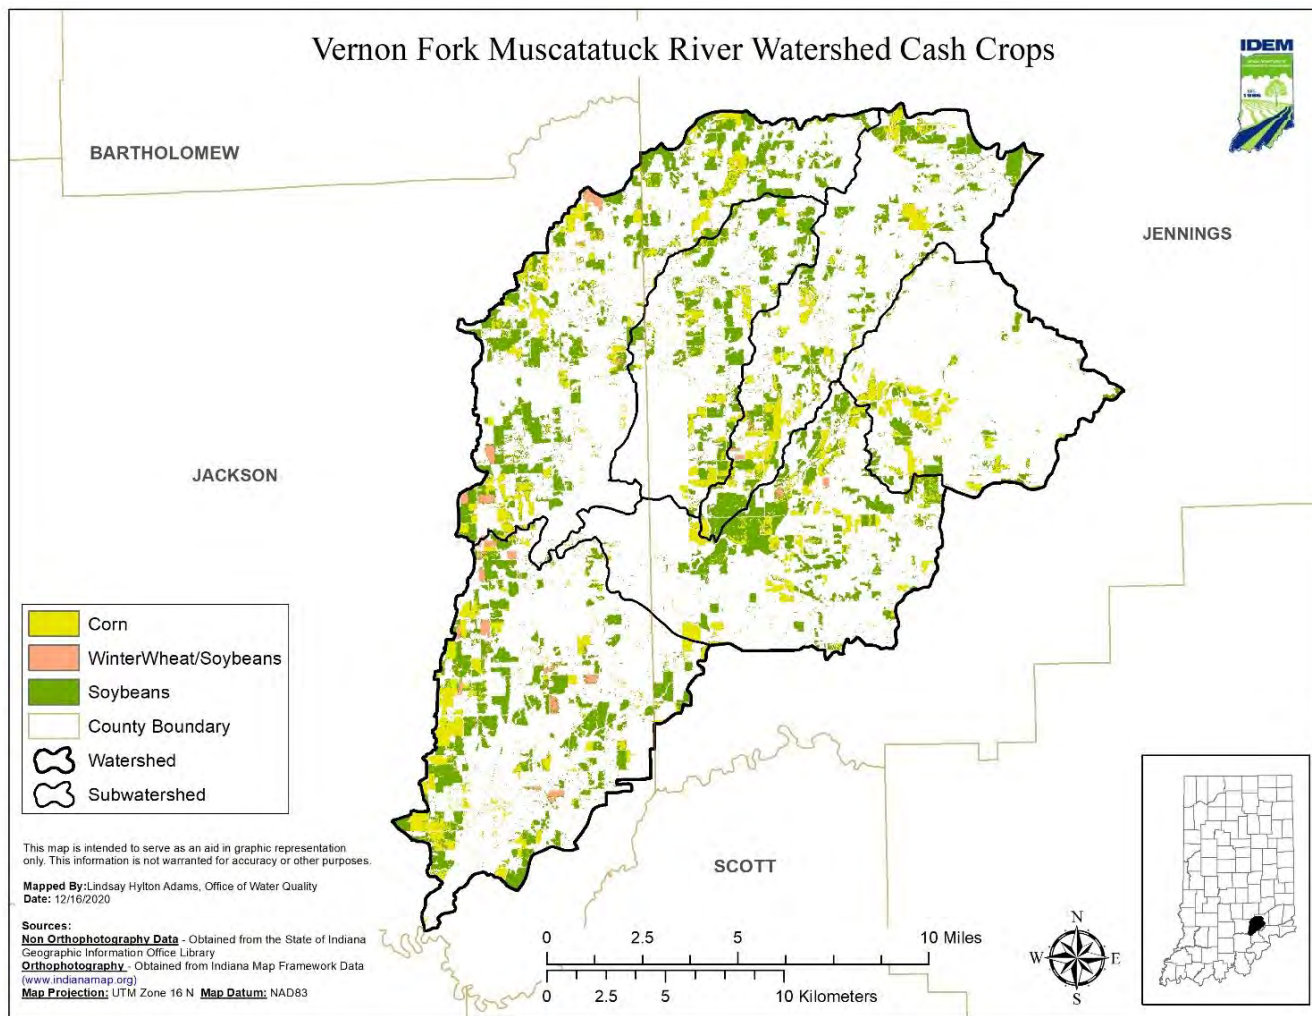 Vernon Fork Muscatatuck River Watershed Cash Crops
IDEM
BARTHOLOMEW
JENNINGS
JACKSON
Corn
WinterWheat/Soybeans
Soybeans
County Boundary
Watershed
Subwatershed
This map is intended to serve as an aid in graphic representation
only. This information is not warranted for accuracy or other purposes.
Mapped By:Lindsay Hylton Adams, Office of Water Quality
Date: 12/16/2020
Sources:
Non Orthophotography Data - Obtained from the State of Indiana
Geographic Information Office Library
Orthophotography - Obtained from Indiana Map Framework Data
(www.indianamap.org)
Map Projection: UTM Zone 16 N Map Datum: NAD83
SCOTT
0 2.5 5 10 Miles
0 2.5 5 10 Kilometers
N
W E
S